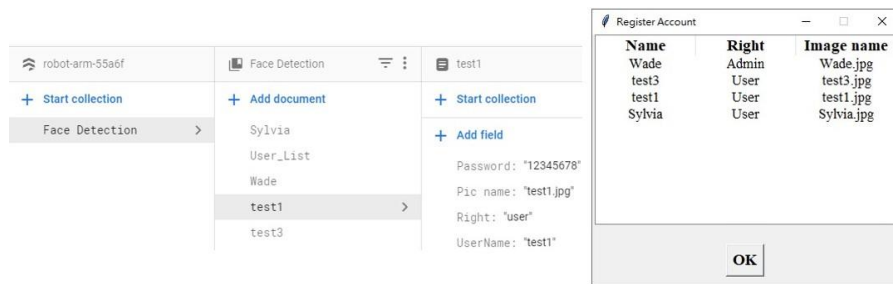 robot-arm-55a6f
+ Start collection
Face Detection
Face Detection
+ Add document
Sylvia
User_List
Wade
test1
test3
test1
+ Start collection
+ Add field
Password: "12345678"
Pic name: "test1.jpg"
Right: "user"
UserName: "test1"
Register Account
Name Right Image name
Wade Admin Wade.jpg
test3 User test3.jpg
test1 User test1.jpg
Sylvia User Sylvia.jpg
OK